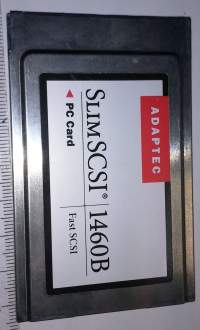 ADAPTEC
SLIMSCSI® 1460B
Fast SCSI
◀ PC Card